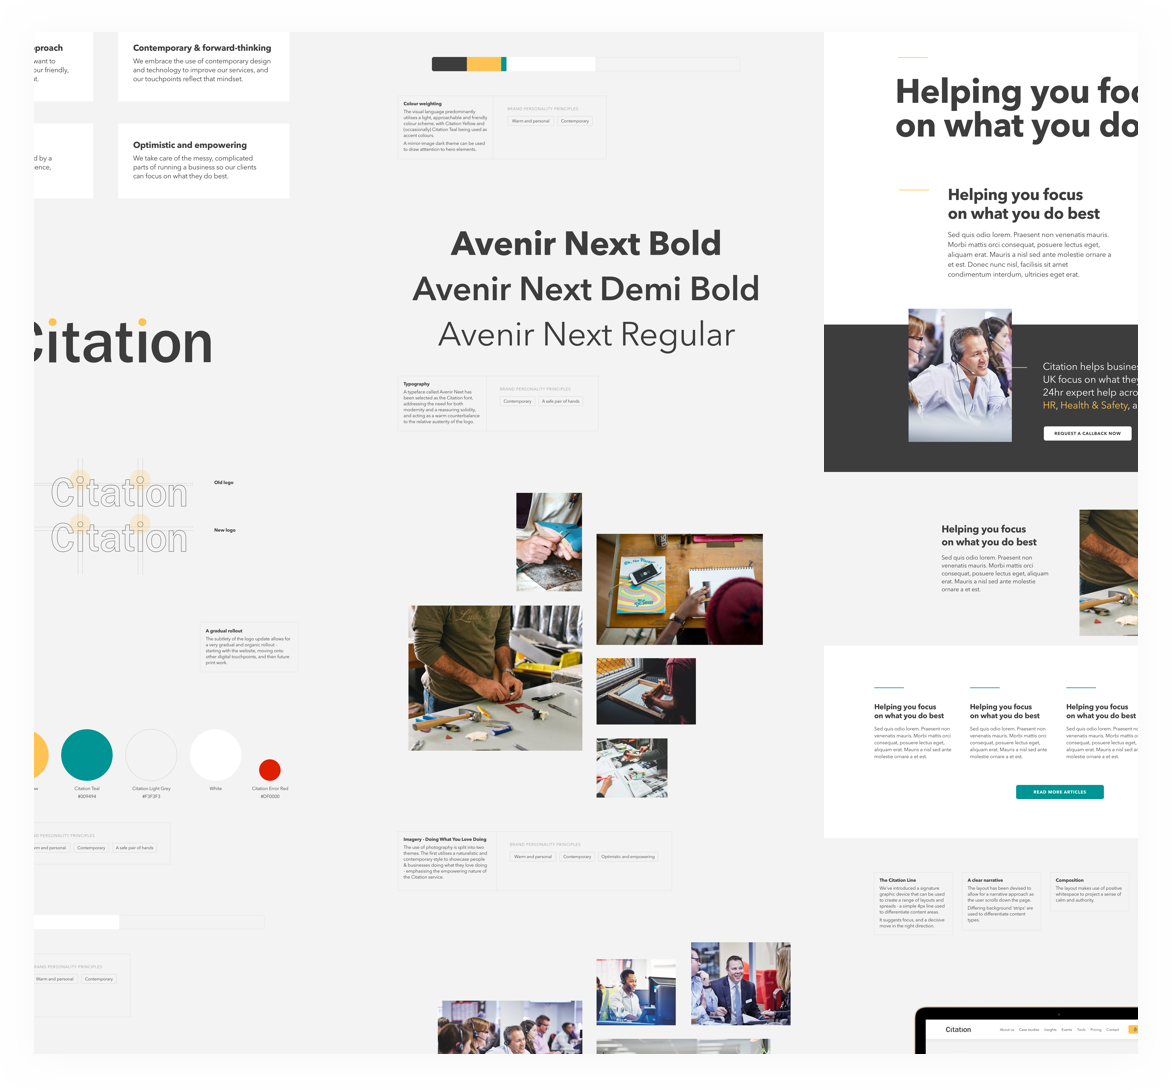 proach
want to
our friendly,
t.
Contemporary & forward-thinking
We embrace the use of contemporary design
and technology to improve our services, and
our touchpoints reflect that mindset.
d by a
ience,
Optimistic and empowering
We take care of the messy, complicated
parts of running a business so our clients
can focus on what they do best.
Citation
Citation
Old logo
Citation
New logo
A gradual rollout
The subtlety of the logo update allows for
a very gradual and organic rollout -
starting with the website, moving onto
other digital touchpoints, and then future
print work.
Citation Teal
#009494
Citation Light Grey
#F3F3F3
White
Citation Error Red
#DF0000
ND PERSONALITY PRINCIPLES
rm and personal
Contemporary
A safe pair of hands
BRAND PERSONALITY PRINCIPLES
Warm and personal
Contemporary
Colour weighting
The visual language predominantly
utilises a light, approachable and friendly
colour scheme, with Citation Yellow and
(occasionally) Citation Teal being used as
accent colours.
A mirror-image dark theme can be used
to draw attention to hero elements.
BRAND PERSONALITY PRINCIPLES
Warm and personal
Contemporary
Avenir Next Bold
Avenir Next Demi Bold
Avenir Next Regular
Typography
A typeface called Avenir Next has
been selected as the Citation font,
addressing the need for both
modernity and a reassuring solidity,
and acting as a warm counterbalance
to the relative austerity of the logo.
BRAND PERSONALITY PRINCIPLES
Contemporary
A safe pair of hands
Imagery - Doing What You Love Doing
The use of photography is split into two
themes. The first utilises a naturalistic and
contemporary style to showcase people
& businesses doing what they love doing
- emphasising the empowering nature of
the Citation service.
BRAND PERSONALITY PRINCIPLES
Warm and personal
Contemporary
Optimistic and empowering
Helping you foc
on what you do
Helping you focus
on what you do best
Sed quis odio lorem. Praesent non venenatis mauris.
Morbi mattis orci consequat, posuere lectus eget,
aliquam erat. Mauris a nisl sed ante molestie ornare a
et est. Donec nunc nisl, facilisis sit amet
condimentum interdum, ultricies eget erat.
Citation helps busines
UK focus on what they
24hr expert help acro
HR, Health & Safety, a
REQUEST A CALLBACK NOW
Helping you focus
on what you do best
Sed quis odio lorem. Praesent non
venenatis mauris. Morbi mattis orci
consequat, posuere lectus eget, aliquam
erat. Mauris a nisl sed ante molestie
ornare a et est.
Helping you focus
on what you do best
Sed quis odio lorem. Praesent non
venenatis mauris. Morbi mattis orci
consequat, posuere lectus eget,
aliquam erat. Mauris a nisl sed ante
molestie ornare a et est.
Helping you focus
on what you do best
Sed quis odio lorem. Praesent non
venenatis mauris. Morbi mattis orci
consequat, posuere lectus eget,
aliquam erat. Mauris a nisl sed ante
molestie ornare a et est.
Helping you focus
on what you do best
Sed quis odio lorem. Praesent n
venenatis mauris. Morbi mattis
consequat, posuere lectus eget,
aliquam erat. Mauris a nisl sed a
molestie ornare a et est.
READ MORE ARTICLES
The Citation Line
We've introduced a signature
graphic device that can be used
to create a range of layouts and
spreads - a simple 4px line used
to differentiate content areas.
It suggests focus, and a decisive
move in the right direction
A clear narrative
The layout has been devised to
allow for a narrative approach as
the user scrolls down the page.
Differing background 'strips' are
used to differentiate content
types.
Composition
The layout makes use of positive
whitespace to project a sense of
calm and authority.
Citation
About us
Case studies
Insights
Events
Tools
Pricing
Contact